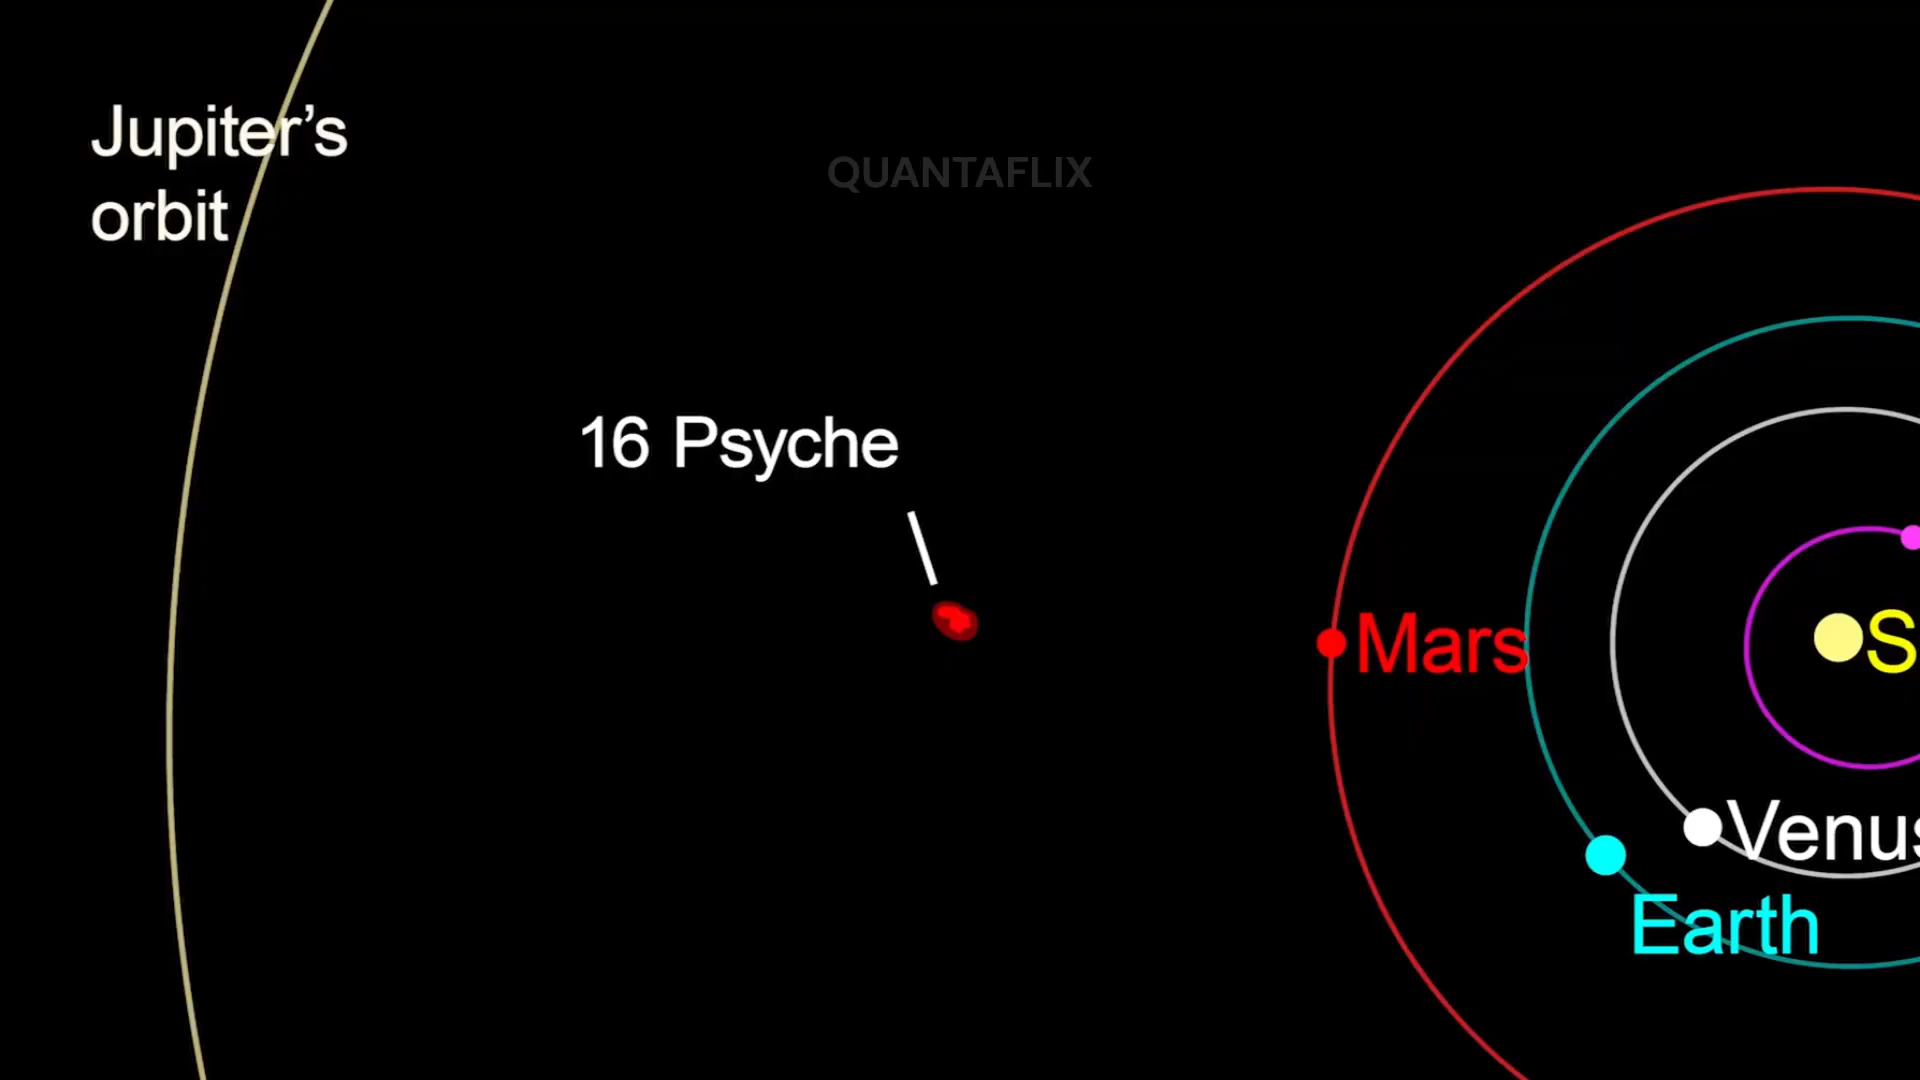 Jupiter’s
orbit
QUANTAFLIX
16 Psyche
Mars
S
Venus
Earth